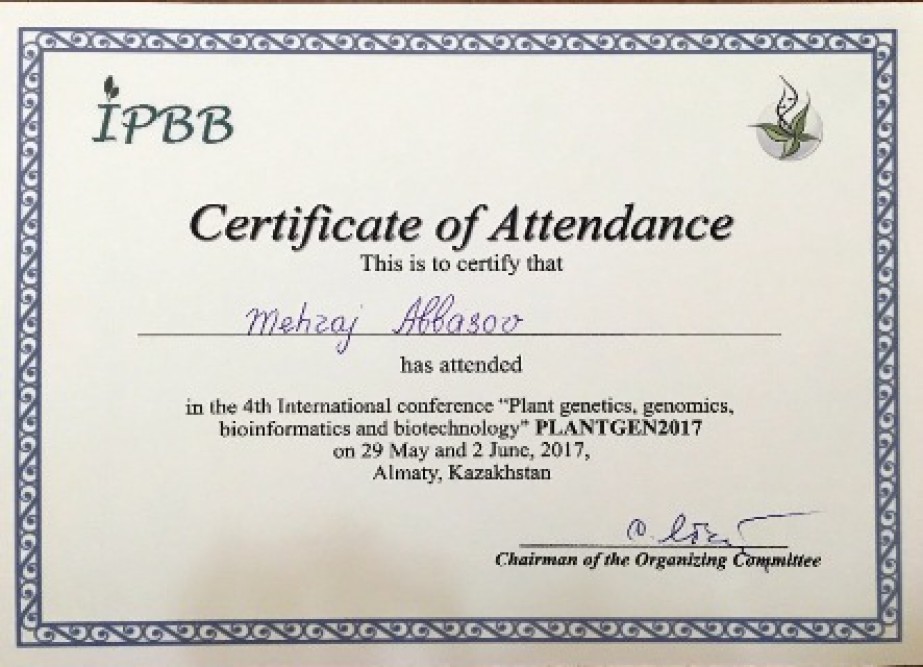 IPBB
Certificate of Attendance
This is to certify that
Mehraj Abbasov
has attended
in the 4th International conference "Plant genetics, genomics,
bioinformatics and biotechnology" PLANTGEN2017
on 29 May and 2 June, 2017,
Almaty, Kazakhstan
Chairman of the Organizing Committee